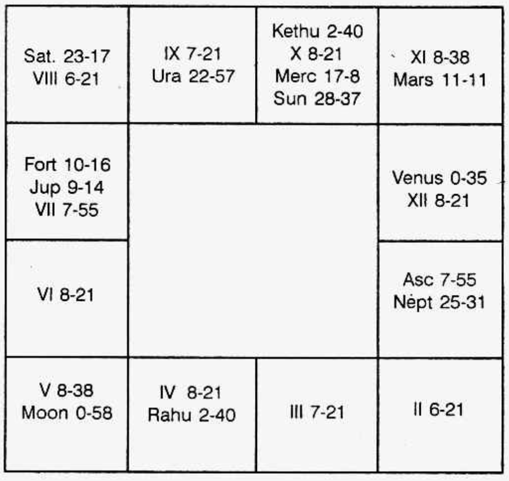 Sat. 23-17
VIII 6-21
IX 7-21
Ura 22-57
Kethu 2-40
X 8-21
Merc 17-8
Sun 28-37
XI 8-38
Mars 11-11
Fort 10-16
Jup 9-14
VII 7-55
Venus 0-35
XII 8-21
VI 8-21
Asc 7-55
Népt 25-31
V 8-38
Moon 0-58
IV 8-21
Rahu 2-40
III 7-21
II 6-21